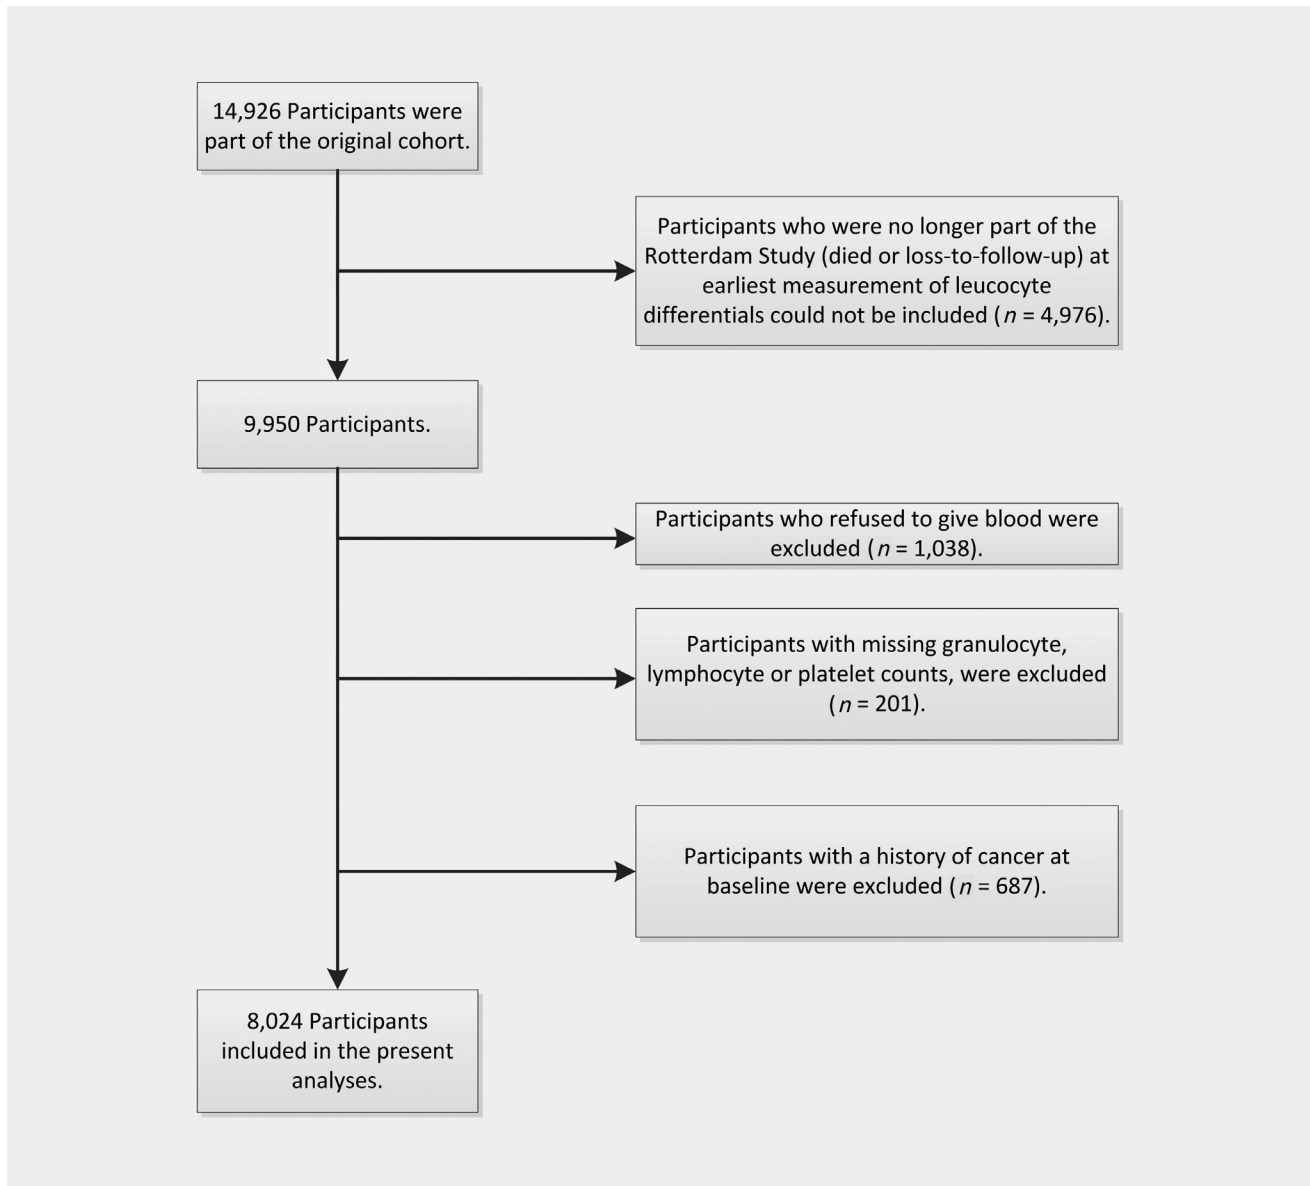 14,926 Participants were
part of the original cohort.
Participants who were no longer part of the
Rotterdam Study (died or loss-to-follow-up) at
earliest measurement of leucocyte
differentials could not be included (n = 4,976).
9,950 Participants.
Participants who refused to give blood were
excluded (n = 1,038).
Participants with missing granulocyte,
lymphocyte or platelet counts, were excluded
(n = 201).
Participants with a history of cancer at
baseline were excluded (n = 687).
8,024 Participants
included in the present
analyses.